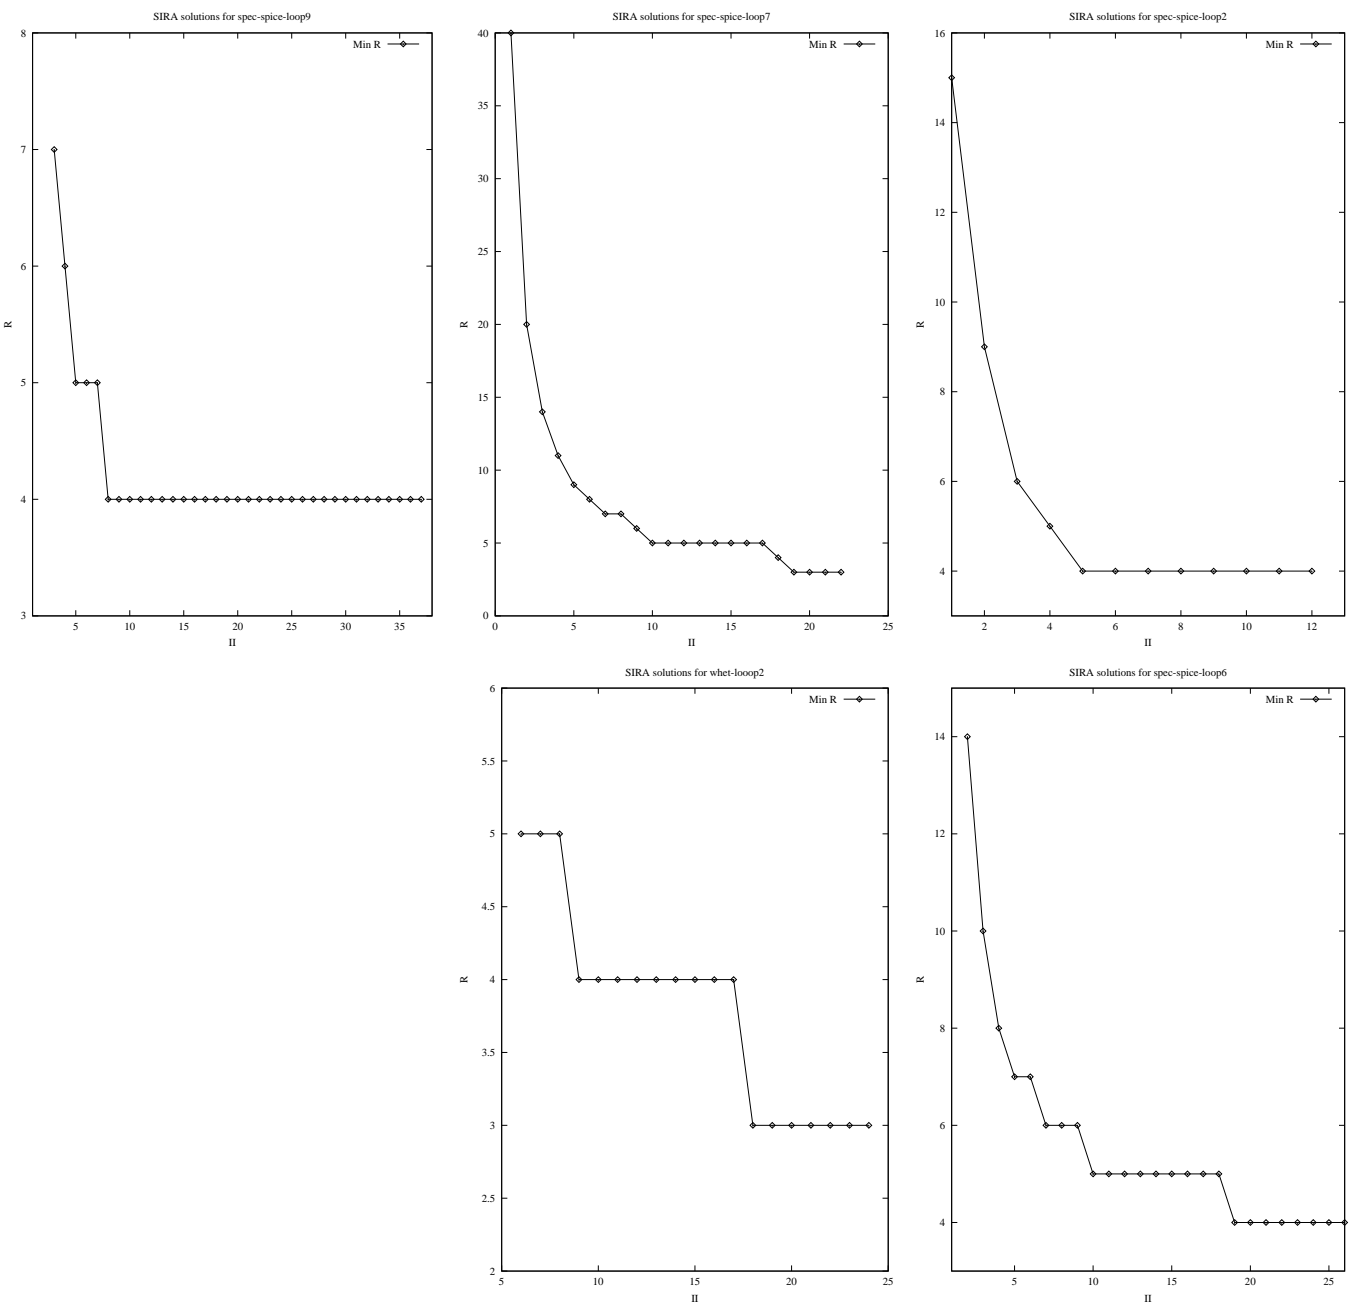 SIRA solutions for spec-spice-loop9
Min R
8
7
6
5
4
3
R
5 10 15 20 25 30 35
II
SIRA solutions for spec-spice-loop7
Min R
40
35
30
25
20
15
10
5
0
R
0 5 10 15 20 25
II
SIRA solutions for spec-spice-loop2
Min R
16
14
12
10
8
6
4
R
2 4 6 8 10 12
II
SIRA solutions for whet-looop2
Min R
6
5.5
5
4.5
4
3.5
3
2.5
2
R
5 10 15 20 25
II
SIRA solutions for spec-spice-loop6
Min R
14
12
10
8
6
4
R
5 10 15 20 25
II